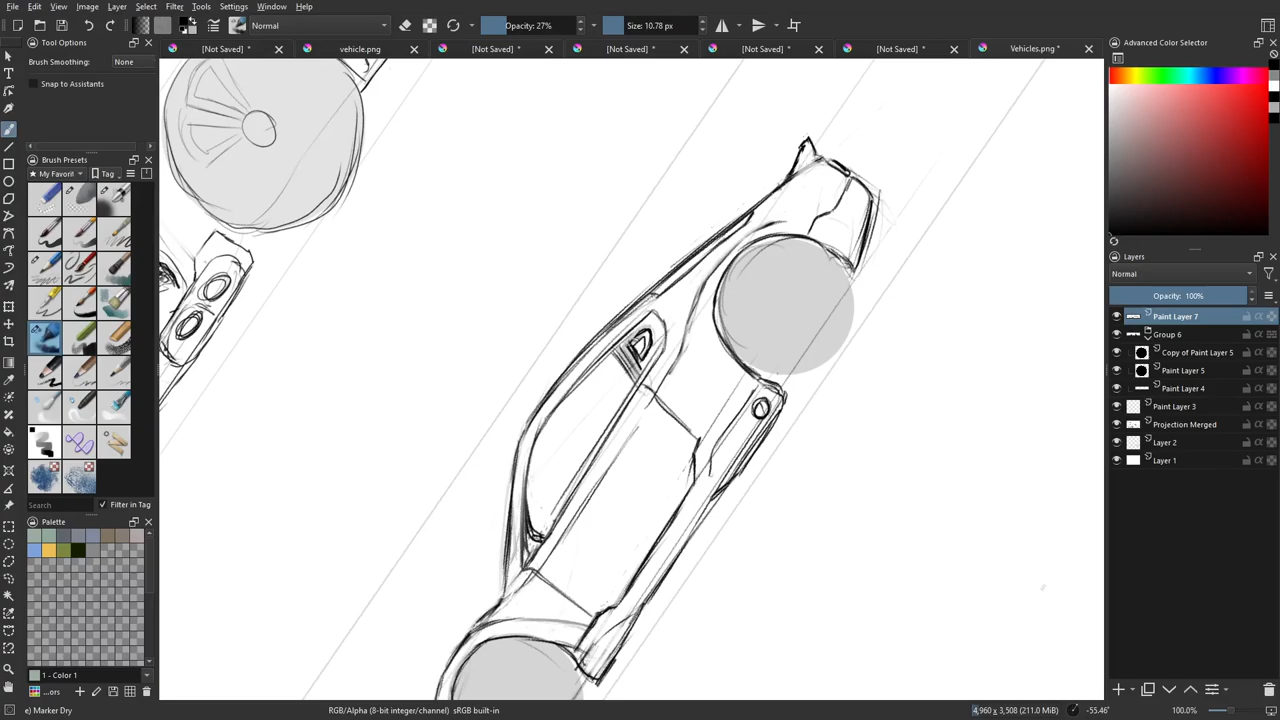 File Edit View Image Layer Select Filter Tools Settings Window Help
Normal
Opacity: 27%
Size: 10.78 px
[Not Saved] *
vehicle.png
[Not Saved] *
[Not Saved] *
[Not Saved] *
[Not Saved] *
Vehicles.png *
Tool Options
Brush Smoothing: None
Snap to Assistants
Brush Presets
My Favorit
Tag
Search
Filter in Tag
Palette
1 - Color 1
...ors
e) Marker Dry
RGB/Alpha (8-bit integer/channel) sRGB built-in
4,960 x 3,508 (211.0 MiB)
-55.46°
100.0%
Advanced Color Selector
Layers
Normal
Opacity: 100%
Paint Layer 7
Group 6
Copy of Paint Layer 5
Paint Layer 5
Paint Layer 4
Paint Layer 3
Projection Merged
Layer 2
Layer 1